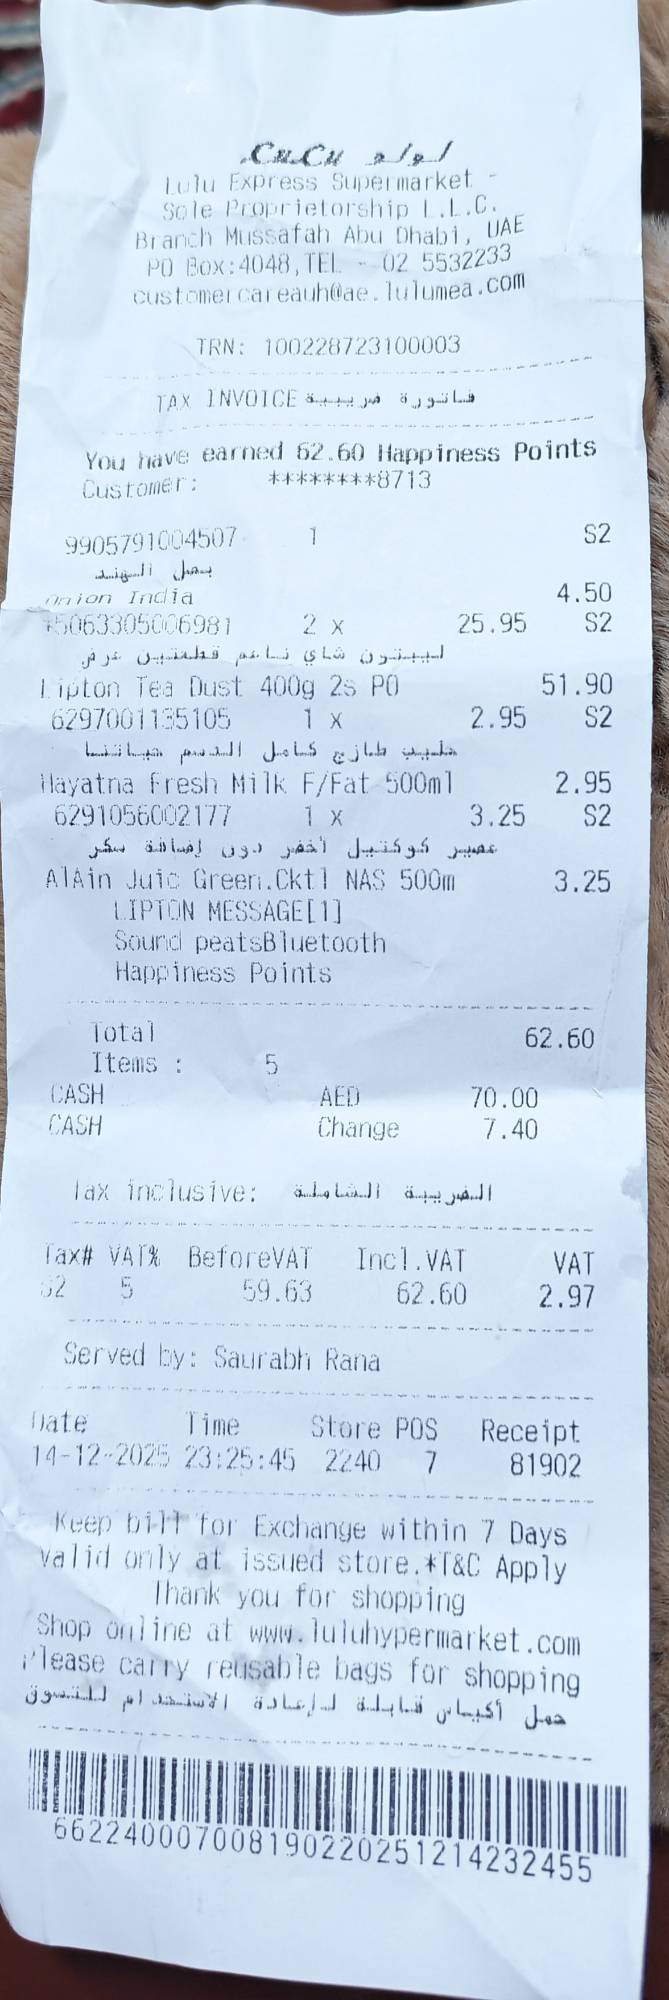 LuLu لولو
Lulu Express Supermarket -
Sole Proprietorship L.L.C.
Branch Mussafah Abu Dhabi, UAE
PO Box:4048,TEL - 02 5532233
customercareauh@ae.lulumea.com
TRN: 100228723100003
TAX INVOICE فاتورة ضريبية
You have earned 62.60 Happiness Points
Customer: ********8713
9905791004507 1 S2
بصل الهند
Onion India 4.50
*5063305006981 2 x 25.95 S2
ليبتون شاي ناعم قطعتين عرض
Lipton Tea Dust 400g 2s PO 51.90
6297001135105 1 x 2.95 S2
حليب طازج كامل الدسم حياتنا
Hayatna Fresh Milk F/Fat 500ml 2.95
6291056002177 1 x 3.25 S2
عصير كوكتيل أخضر دون إضافة سكر
AlAin Juic Green.Cktl NAS 500m 3.25
LIPTON MESSAGE[1]
Sound peatsBluetooth
Happiness Points
Total 62.60
Items : 5
CASH AED 70.00
CASH Change 7.40
Tax inclusive: الضريبة الشاملة
Tax# VAT% BeforeVAT Incl.VAT VAT
S2 5 59.63 62.60 2.97
Served by: Saurabh Rana
Date Time Store POS Receipt
14-12-2025 23:25:45 2240 7 81902
Keep bill for Exchange within 7 Days
valid only at issued store.*T&C Apply
Thank you for shopping
Shop online at www.luluhypermarket.com
Please carry reusable bags for shopping
حمل أكياس قابلة لإعادة الاستخدام للتسوق
662240007008190220251214232455